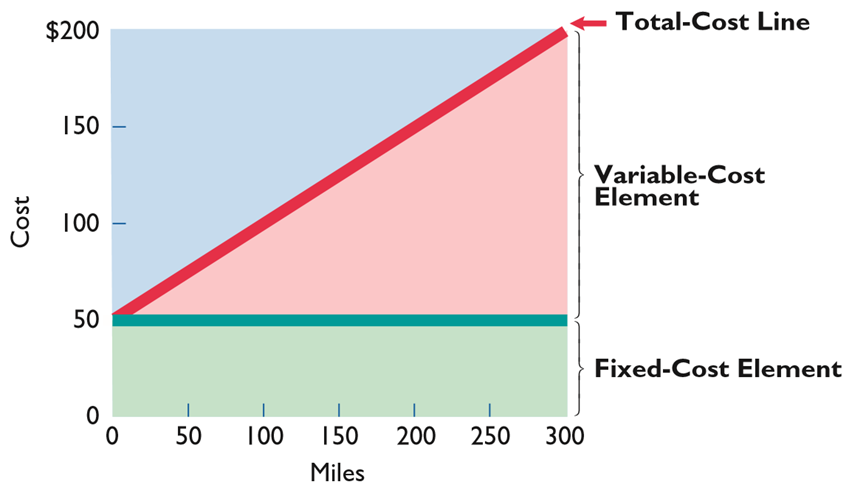 $200
Total-Cost Line
150
Variable-Cost
Element
100
Cost
50
Fixed-Cost Element
0
0 50 100 150 200 250 300
Miles